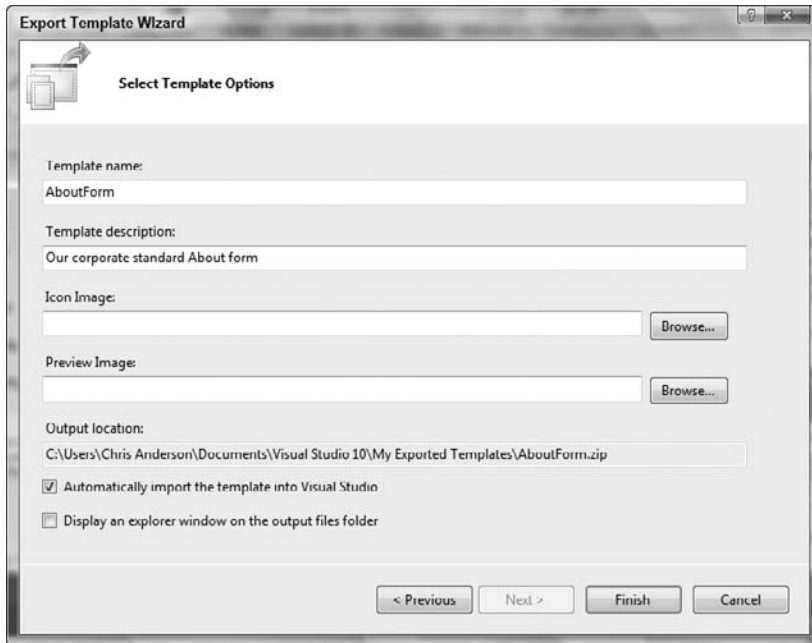 Export Template Wizard
Select Template Options
Template name:
AboutForm
Template description:
Our corporate standard About form
Icon Image:
Browse...
Preview Image:
Browse...
Output location:
C:\Users\Chris Anderson\Documents\Visual Studio 10\My Exported Templates\AboutForm.zip
Automatically import the template into Visual Studio
Display an explorer window on the output files folder
< Previous
Next >
Finish
Cancel